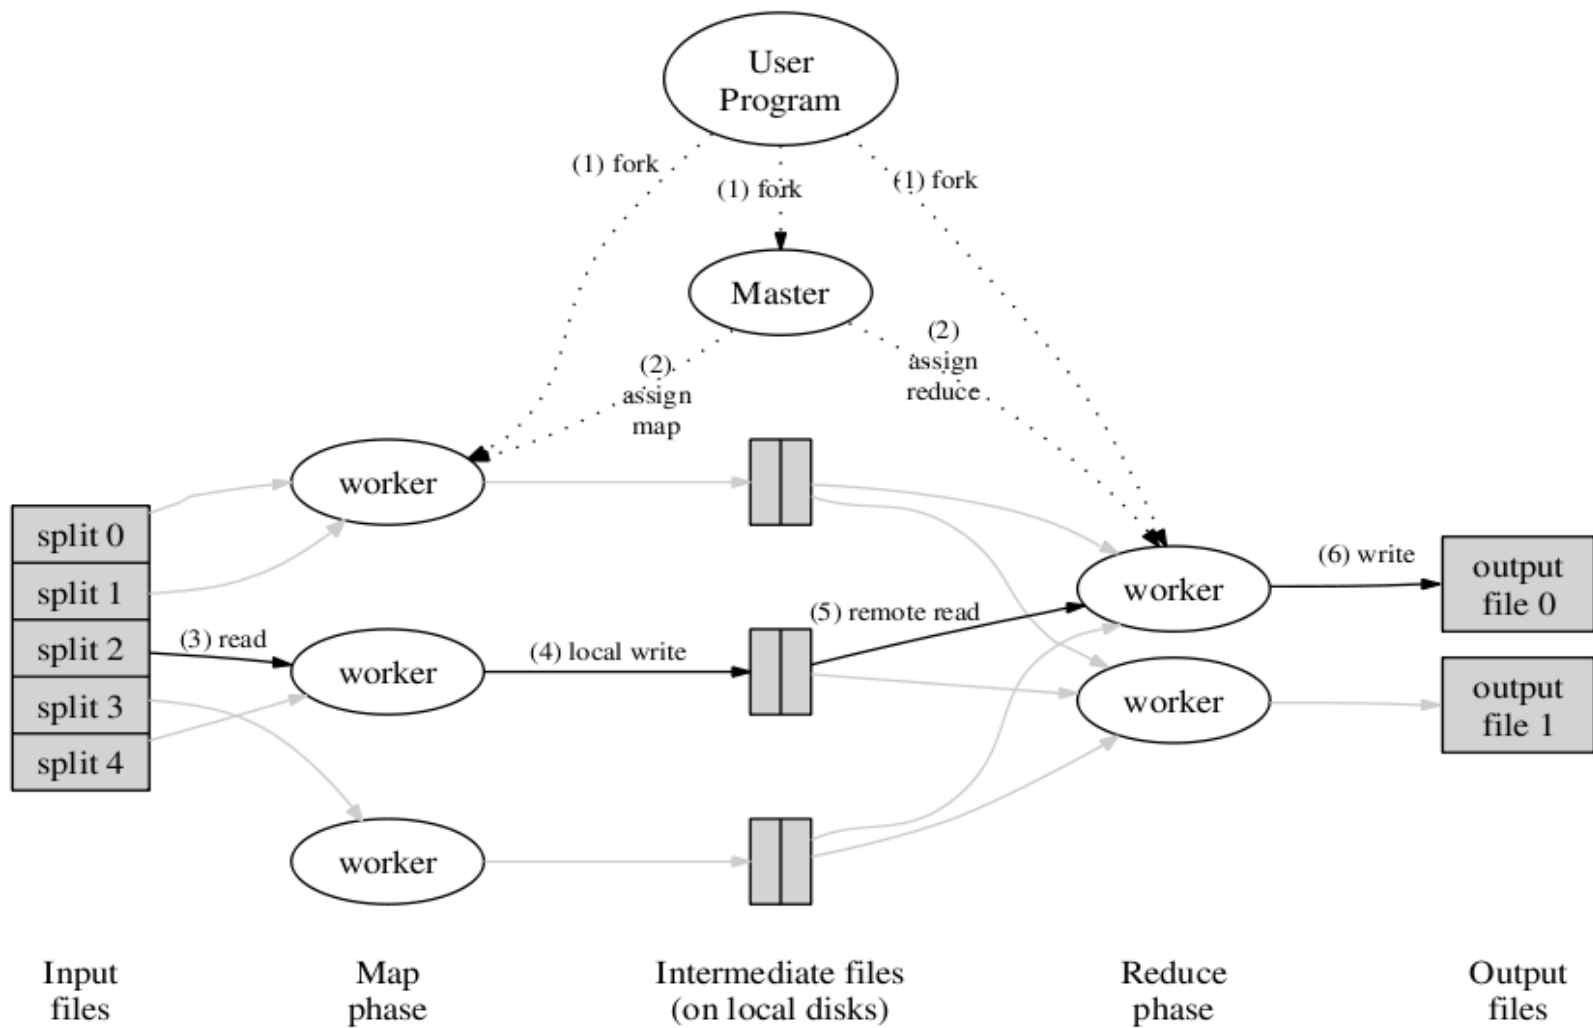 User
Program
(1) fork
(1) fork
(1) fork
Master
(2)
assign
map
(2)
assign
reduce
worker
split 0
split 1
split 2
split 3
split 4
(3) read
worker
(4) local write
worker
(5) remote read
worker
worker
(6) write
output
file 0
output
file 1
Input
files
Map
phase
Intermediate files
(on local disks)
Reduce
phase
Output
files